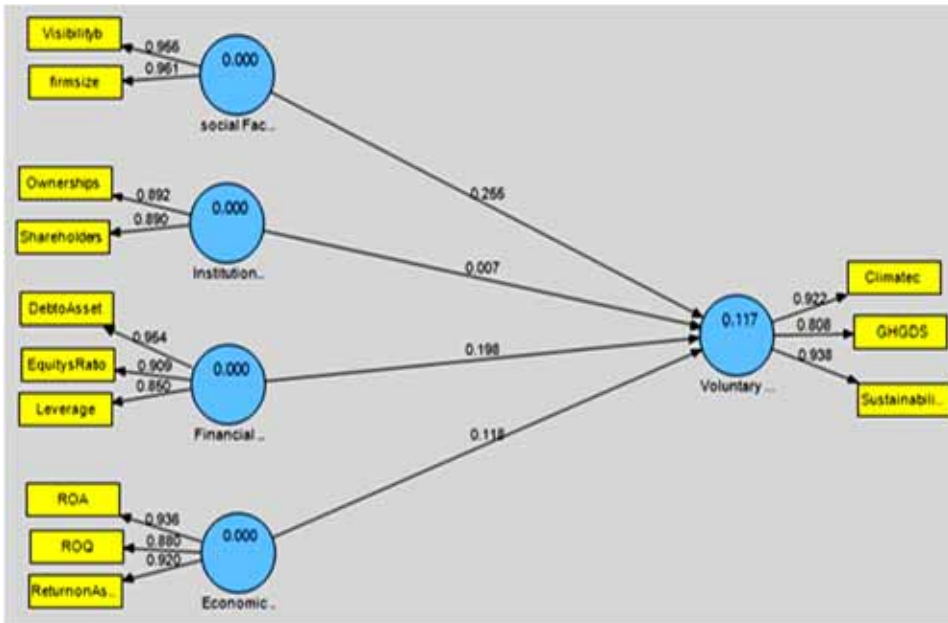 Visibilityb
0.966
0.000
firmsize
0.961
social Fac..
0.266
Ownerships
0.892
0.000
Shareholders
0.890
Institution..
0.007
Climatec
0.922
DebtoAsset
0.964
0.117
0.808
GHGDS
EquitysRatio
0.909
0.000
0.198
0.938
Leverage
0.850
Voluntary ...
Sustainabili..
Financial ..
0.118
ROA
0.936
0.000
ROQ
0.880
0.920
ReturnonAs..
Economic ..